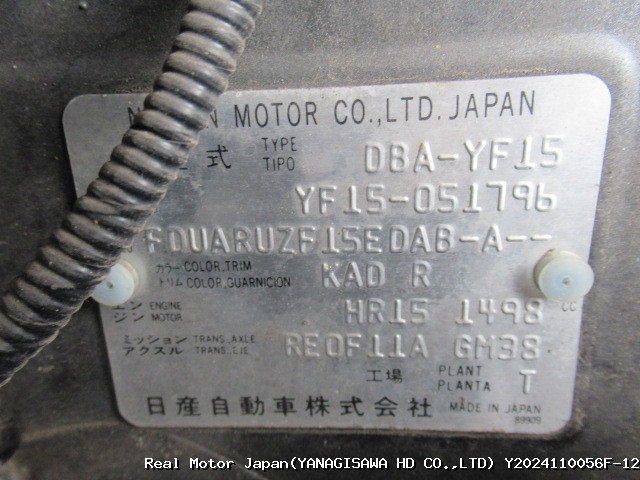 MOTOR CO.,LTD. JAPAN
式 TYPE TIPO DBA-YF15
YF15-051796
FDUARUZF15EDAB-A--
カラー COLOR,TRIM KAD R
トリム COLOR,GUARNICION
エンジン ENGINE MOTOR HR15 1498 CC
ミッション TRANS. AXLE RE0F11A GM38
アクスル TRANS. EJE
工場 PLANT PLANTA T
日産自動車株式会社 MADE IN JAPAN
89909
Real Motor Japan(YANAGISAWA HD CO.,LTD) Y2024110056F-12